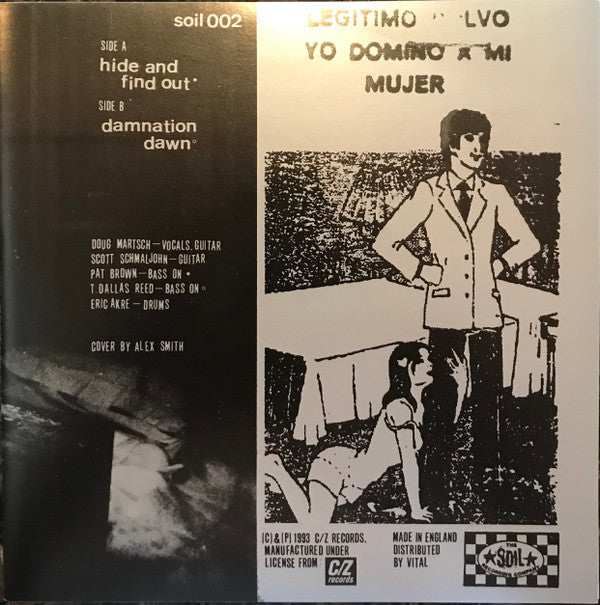 soil 002
SIDE A
hide and
find out*
SIDE B
damnation
dawn°
DOUG MARTSCH – VOCALS, GUITAR
SCOTT SCHMALJOHN – GUITAR
PAT BROWN – BASS ON *
T. DALLAS REED – BASS ON °
ERIC AKRE – DRUMS
COVER BY ALEX SMITH
LEGITIMO LVO
YO DOMINO A MI
MUJER
(C) & (P) 1993 C/Z RECORDS,
MANUFACTURED UNDER
LICENSE FROM:
C/Z
records
MADE IN ENGLAND
DISTRIBUTED
BY VITAL
THE
SOIL